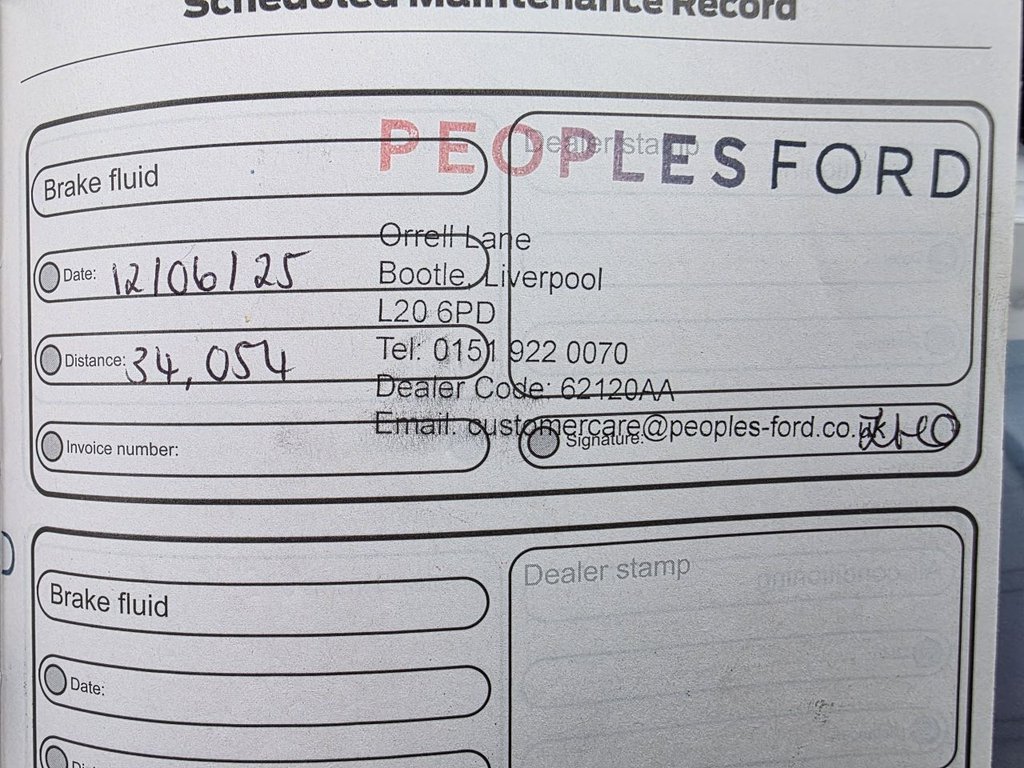 Scheduled Maintenance Record
PEOPLES FORD
Dealer stamp
Brake fluid
Orrell Lane
Date: 12/06/25
Bootle, Liverpool
L20 6PD
Distance: 34,054
Tel: 0151 922 0070
Dealer Code: 62120AA
Email: customercare@peoples-ford.co.uk
Invoice number:
Signature:
Brake fluid
Dealer stamp
Date: